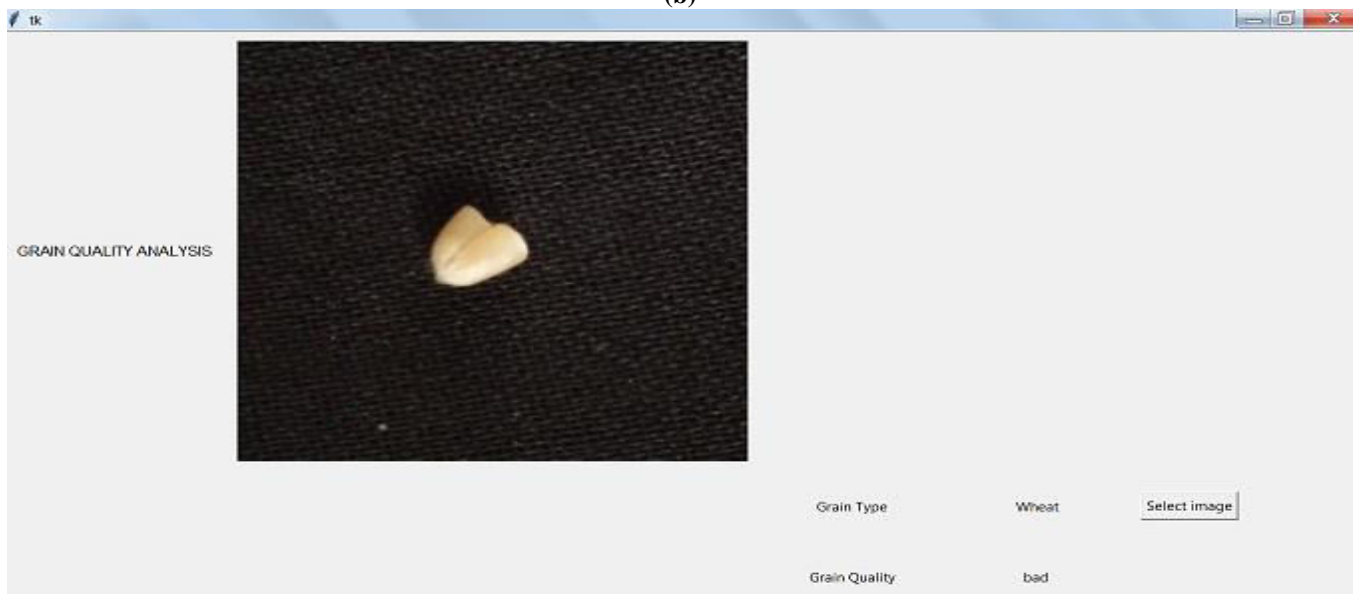 (b)
tk
GRAIN QUALITY ANALYSIS
Grain Type Wheat Select image
Grain Quality bad